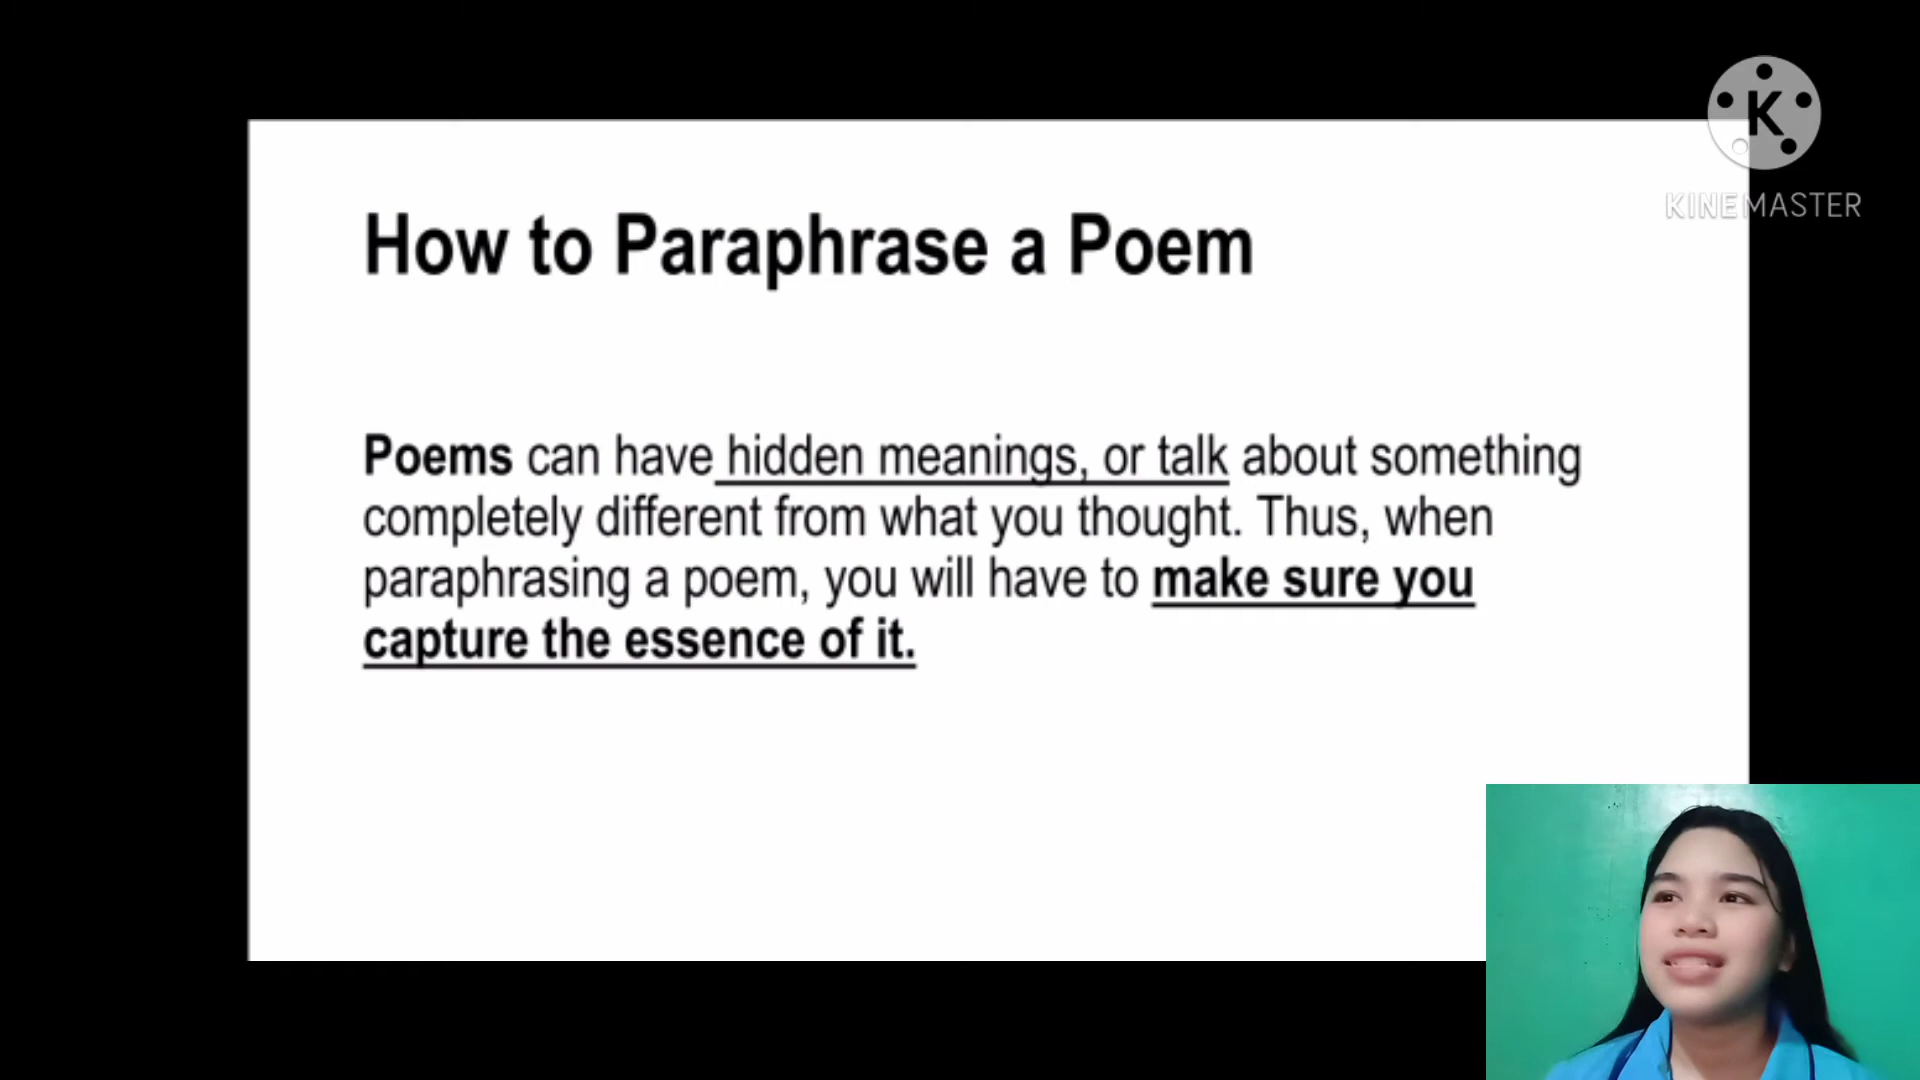 K
KINEMASTER
How to Paraphrase a Poem
Poems can have hidden meanings, or talk about something
completely different from what you thought. Thus, when
paraphrasing a poem, you will have to make sure you
capture the essence of it.